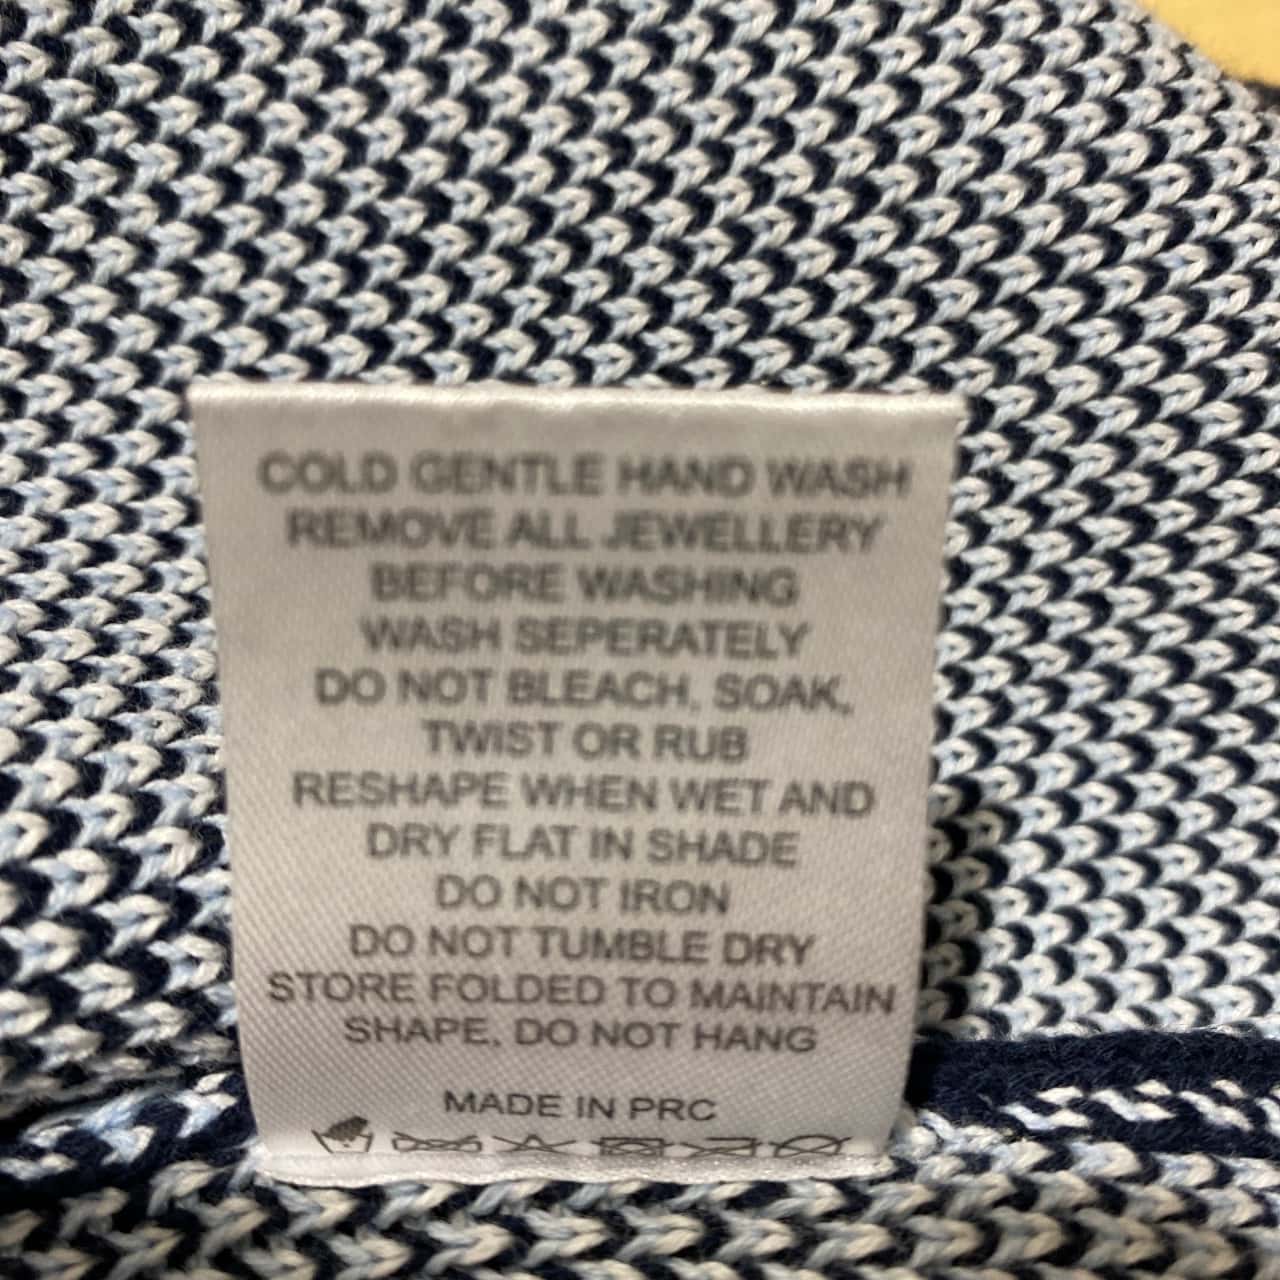 COLD GENTLE HAND WASH
REMOVE ALL JEWELLERY
BEFORE WASHING
WASH SEPERATELY
DO NOT BLEACH, SOAK,
TWIST OR RUB
RESHAPE WHEN WET AND
DRY FLAT IN SHADE
DO NOT IRON
DO NOT TUMBLE DRY
STORE FOLDED TO MAINTAIN
SHAPE, DO NOT HANG
MADE IN PRC